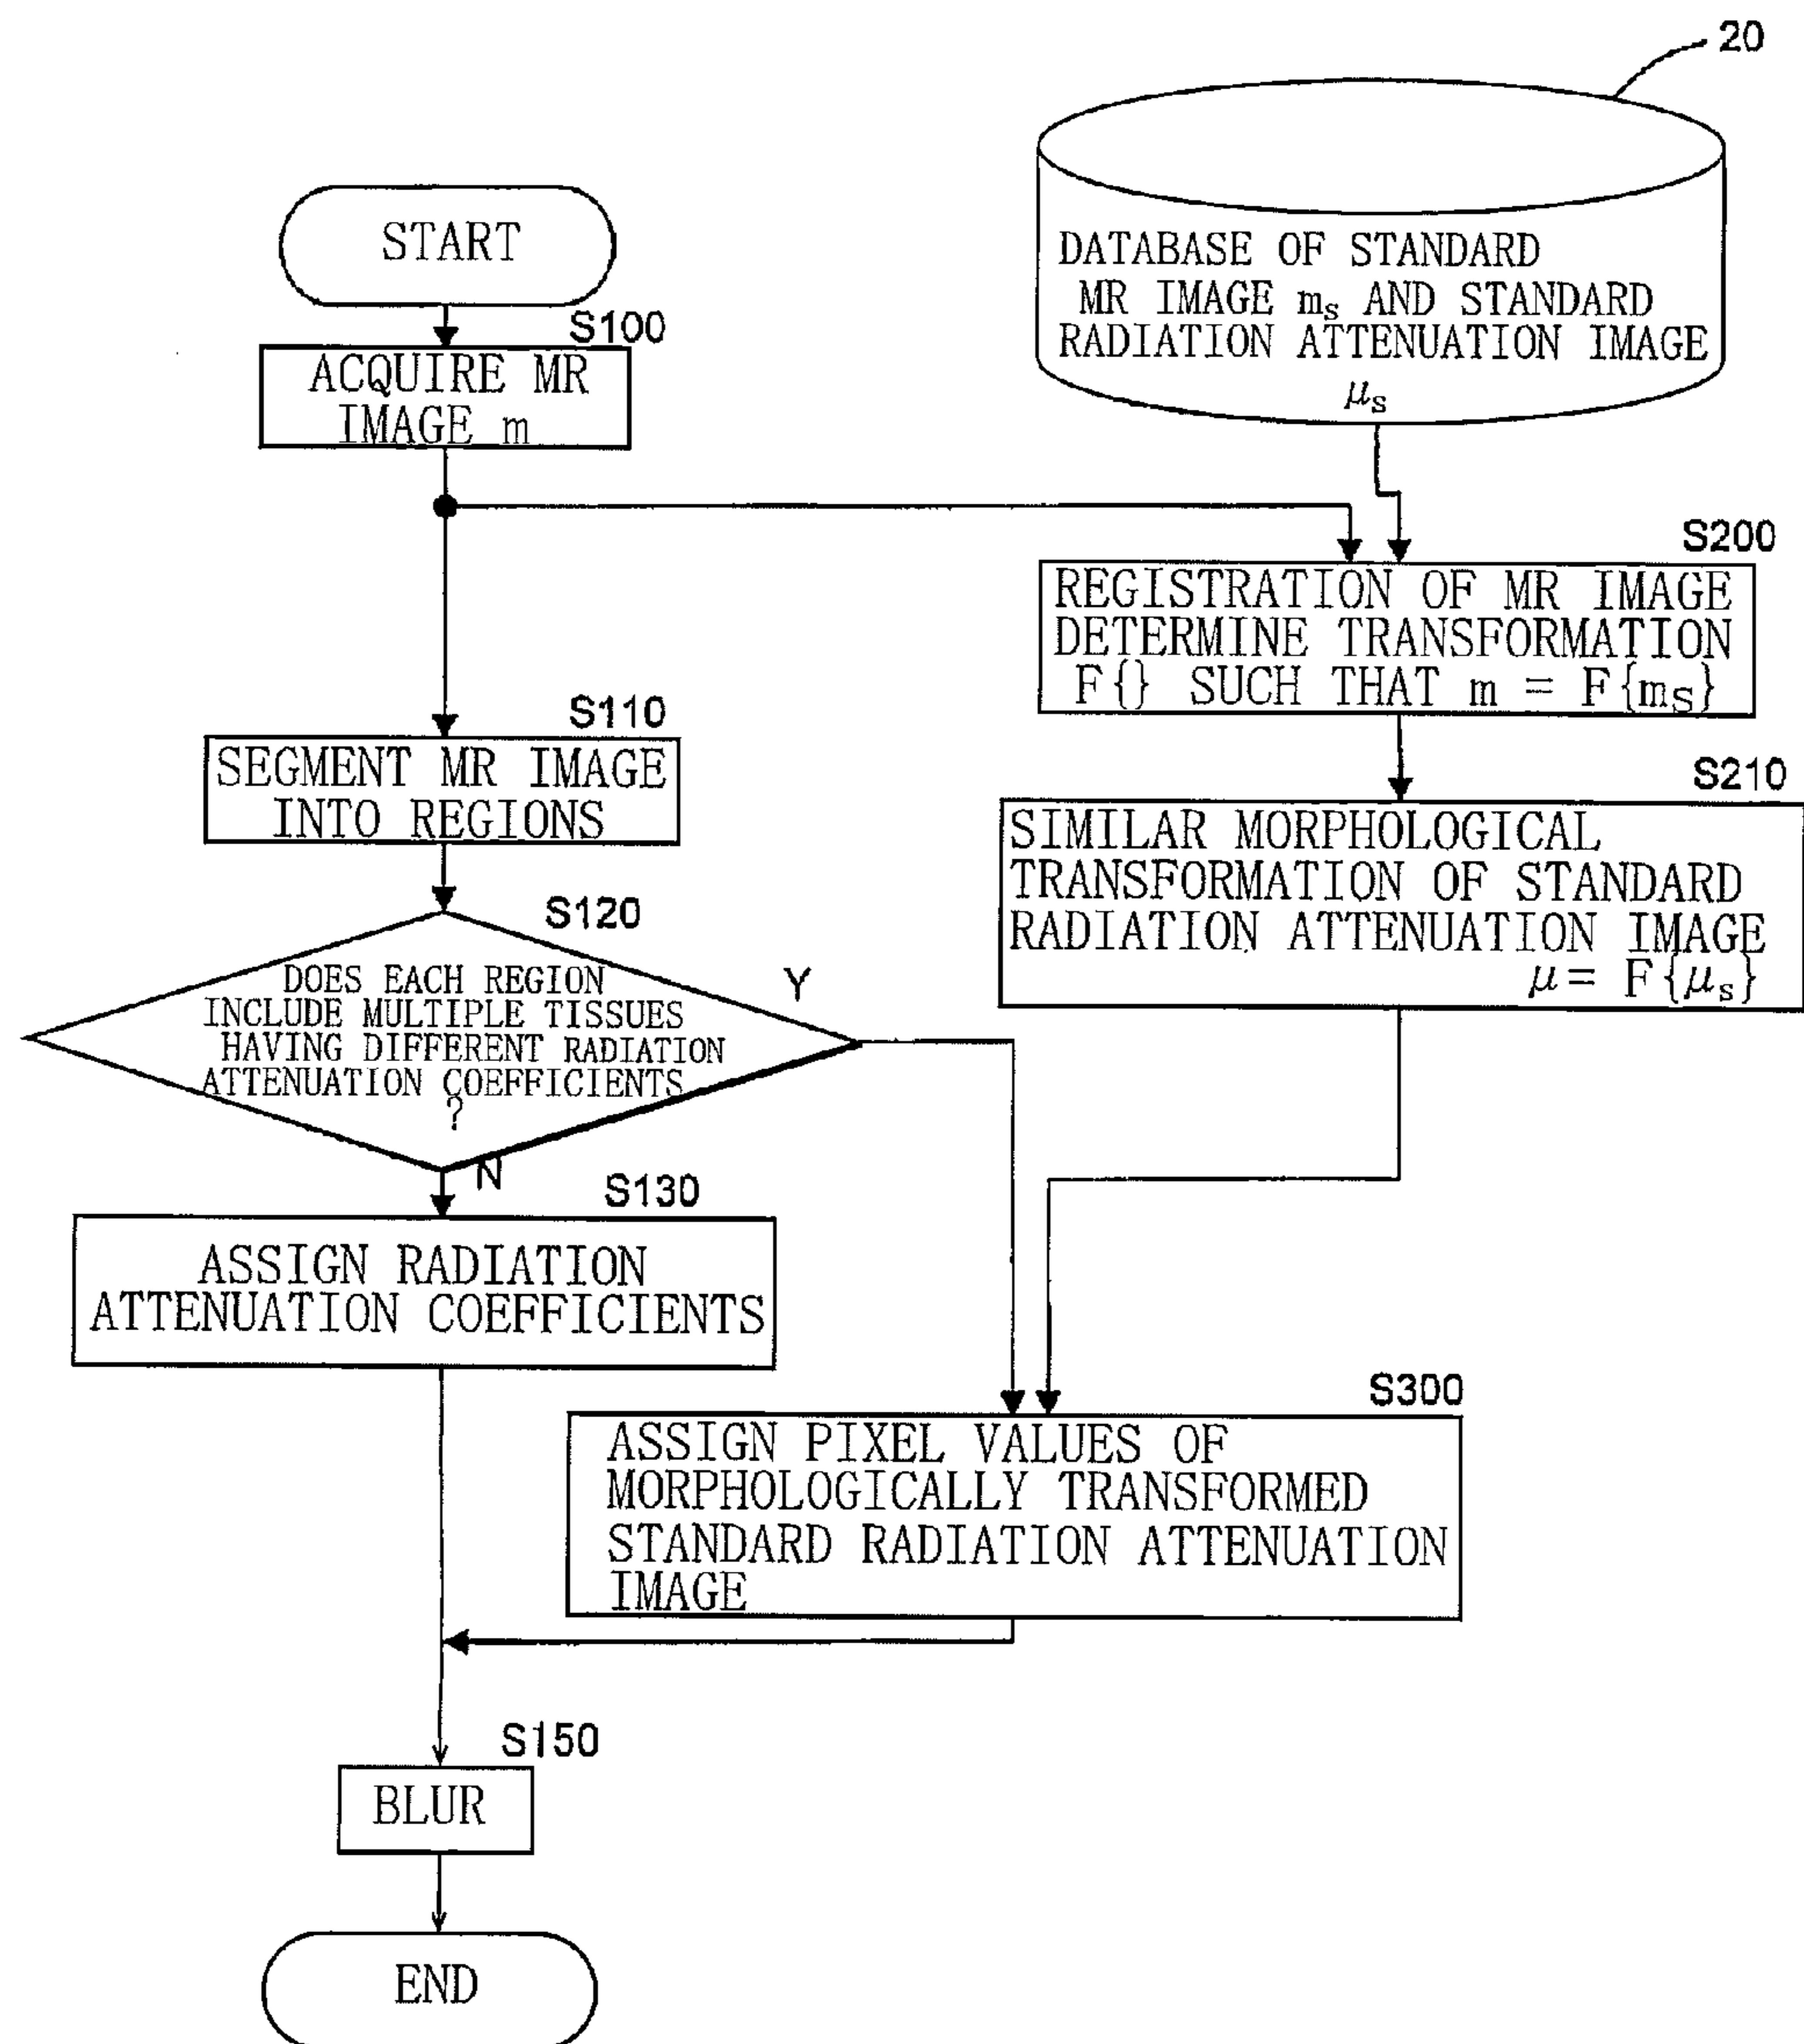 20
START
DATABASE OF STANDARD
MR IMAGE mₛ AND STANDARD
RADIATION ATTENUATION IMAGE
μₛ
S100
ACQUIRE MR
IMAGE m
S200
REGISTRATION OF MR IMAGE
DETERMINE TRANSFORMATION
F{} SUCH THAT m = F{mS}
S110
SEGMENT MR IMAGE
INTO REGIONS
S210
SIMILAR MORPHOLOGICAL
TRANSFORMATION OF STANDARD
RADIATION ATTENUATION IMAGE
μ = F{μₛ}
S120
DOES EACH REGION
INCLUDE MULTIPLE TISSUES
HAVING DIFFERENT RADIATION
ATTENUATION COEFFICIENTS
?
Y
N
S130
ASSIGN RADIATION
ATTENUATION COEFFICIENTS
S300
ASSIGN PIXEL VALUES OF
MORPHOLOGICALLY TRANSFORMED
STANDARD RADIATION ATTENUATION
IMAGE
S150
BLUR
END